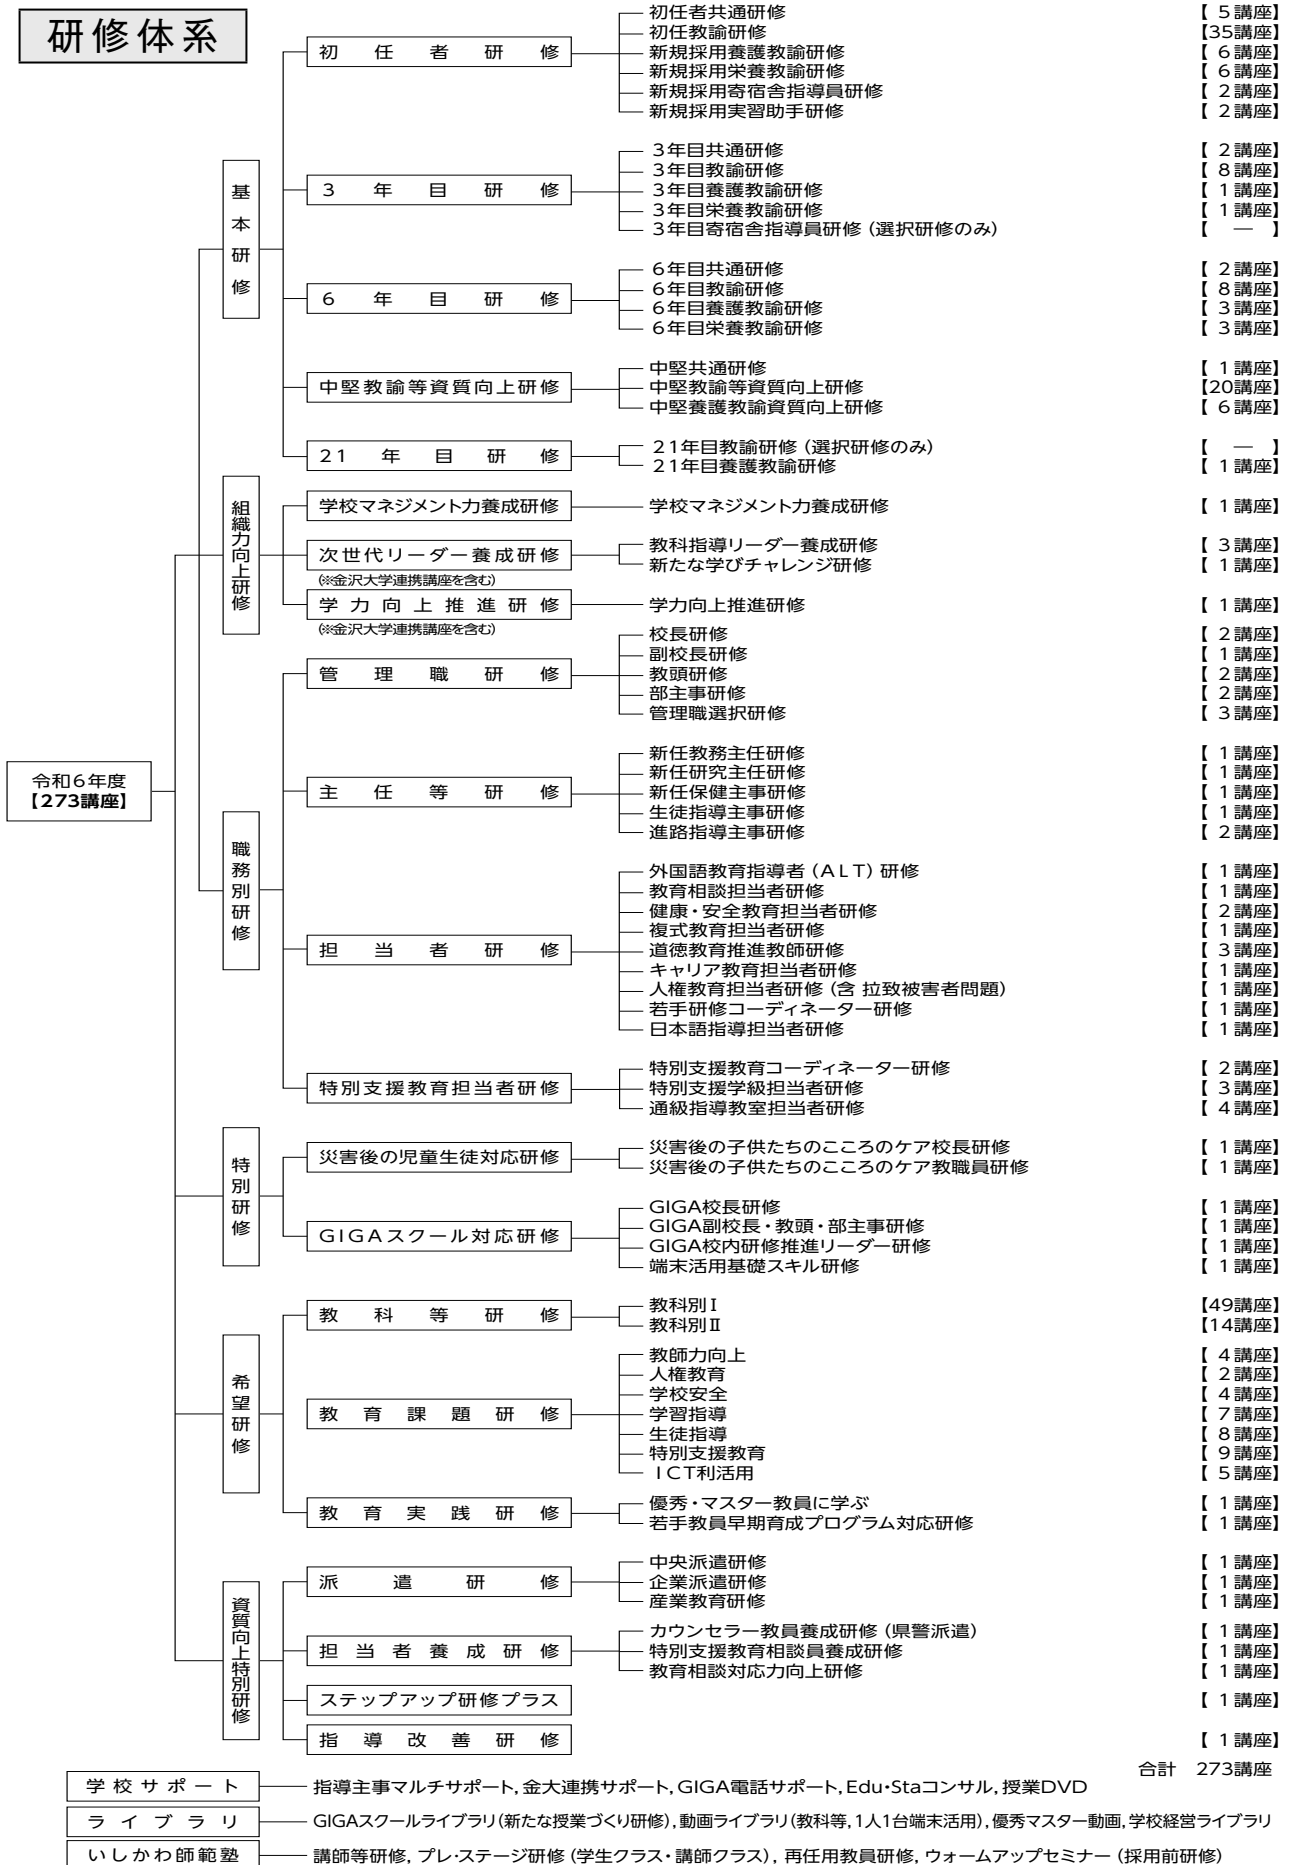 研修体系
令和6年度
【273講座】
基本研修
初任者研修
初任者共通研修 【 5講座】
初任教諭研修 【35講座】
新規採用養護教諭研修 【 6講座】
新規採用栄養教諭研修 【 6講座】
新規採用寄宿舎指導員研修 【 2講座】
新規採用実習助手研修 【 2講座】
3年目研修
3年目共通研修 【 2講座】
3年目教諭研修 【 8講座】
3年目養護教諭研修 【 1講座】
3年目栄養教諭研修 【 1講座】
3年目寄宿舎指導員研修(選択研修のみ) 【 ― 】
6年目研修
6年目共通研修 【 2講座】
6年目教諭研修 【 8講座】
6年目養護教諭研修 【 3講座】
6年目栄養教諭研修 【 3講座】
中堅教諭等資質向上研修
中堅共通研修 【 1講座】
中堅教諭等資質向上研修 【20講座】
中堅養護教諭資質向上研修 【 6講座】
21年目研修
21年目教諭研修(選択研修のみ) 【 ― 】
21年目養護教諭研修 【 1講座】
組織力向上研修
学校マネジメント力養成研修
学校マネジメント力養成研修 【 1講座】
次世代リーダー養成研修
(※金沢大学連携講座を含む)
教科指導リーダー養成研修 【 3講座】
新たな学びチャレンジ研修 【 1講座】
学力向上推進研修
(※金沢大学連携講座を含む)
学力向上推進研修 【 1講座】
職務別研修
管理職研修
校長研修 【 2講座】
副校長研修 【 1講座】
教頭研修 【 2講座】
部主事研修 【 2講座】
管理職選択研修 【 3講座】
主任等研修
新任教務主任研修 【 1講座】
新任研究主任研修 【 1講座】
新任保健主事研修 【 1講座】
生徒指導主事研修 【 1講座】
進路指導主事研修 【 2講座】
担当者研修
外国語教育指導者(ALT)研修 【 1講座】
教育相談担当者研修 【 1講座】
健康・安全教育担当者研修 【 2講座】
複式教育担当者研修 【 1講座】
道徳教育推進教師研修 【 3講座】
キャリア教育担当者研修 【 1講座】
人権教育担当者研修(含 拉致被害者問題) 【 1講座】
若手研修コーディネーター研修 【 1講座】
日本語指導担当者研修 【 1講座】
特別支援教育担当者研修
特別支援教育コーディネーター研修 【 2講座】
特別支援学級担当者研修 【 3講座】
通級指導教室担当者研修 【 4講座】
特別研修
災害後の児童生徒対応研修
災害後の子供たちのこころのケア校長研修 【 1講座】
災害後の子供たちのこころのケア教職員研修 【 1講座】
GIGAスクール対応研修
GIGA校長研修 【 1講座】
GIGA副校長・教頭・部主事研修 【 1講座】
GIGA校内研修推進リーダー研修 【 1講座】
端末活用基礎スキル研修 【 1講座】
希望研修
教科等研修
教科別Ⅰ 【49講座】
教科別Ⅱ 【14講座】
教育課題研修
教師力向上 【 4講座】
人権教育 【 2講座】
学校安全 【 4講座】
学習指導 【 7講座】
生徒指導 【 8講座】
特別支援教育 【 9講座】
ICT利活用 【 5講座】
教育実践研修
優秀・マスター教員に学ぶ 【 1講座】
若手教員早期育成プログラム対応研修 【 1講座】
資質向上特別研修
派遣研修
中央派遣研修 【 1講座】
企業派遣研修 【 1講座】
産業教育研修 【 1講座】
担当者養成研修
カウンセラー教員養成研修(県警派遣) 【 1講座】
特別支援教育相談員養成研修 【 1講座】
教育相談対応力向上研修 【 1講座】
ステップアップ研修プラス 【 1講座】
指導改善研修 【 1講座】
合計 273講座
学校サポート 指導主事マルチサポート,金大連携サポート,GIGA電話サポート,Edu・Staコンサル,授業DVD
ライブラリ GIGAスクールライブラリ(新たな授業づくり研修),動画ライブラリ(教科等,1人1台端末活用),優秀マスター動画,学校経営ライブラリ
いしかわ師範塾 講師等研修,プレ・ステージ研修(学生クラス・講師クラス),再任用教員研修,ウォームアップセミナー(採用前研修)